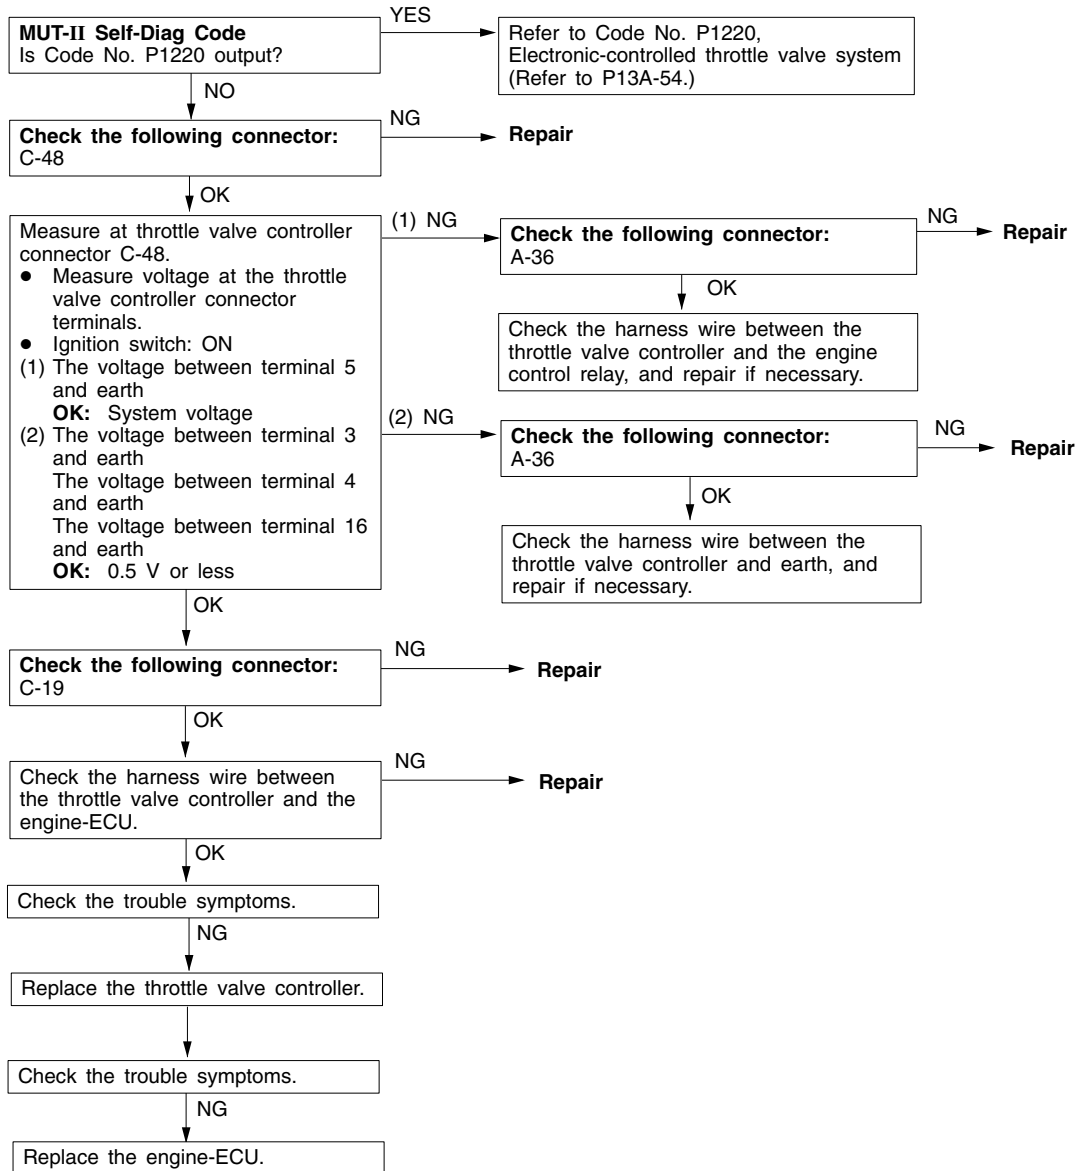 MUT-II Self-Diag Code
Is Code No. P1220 output?
YES
Refer to Code No. P1220,
Electronic-controlled throttle valve system
(Refer to P13A-54.)
NO
Check the following connector:
C-48
NG
Repair
OK
Measure at throttle valve controller
connector C-48.
● Measure voltage at the throttle
valve controller connector
terminals.
● Ignition switch: ON
(1) The voltage between terminal 5
and earth
OK: System voltage
(2) The voltage between terminal 3
and earth
The voltage between terminal 4
and earth
The voltage between terminal 16
and earth
OK: 0.5 V or less
(1) NG
Check the following connector:
A-36
NG
Repair
OK
Check the harness wire between the
throttle valve controller and the engine
control relay, and repair if necessary.
(2) NG
Check the following connector:
A-36
NG
Repair
OK
Check the harness wire between the
throttle valve controller and earth, and
repair if necessary.
OK
Check the following connector:
C-19
NG
Repair
OK
Check the harness wire between
the throttle valve controller and the
engine-ECU.
NG
Repair
OK
Check the trouble symptoms.
NG
Replace the throttle valve controller.
Check the trouble symptoms.
NG
Replace the engine-ECU.